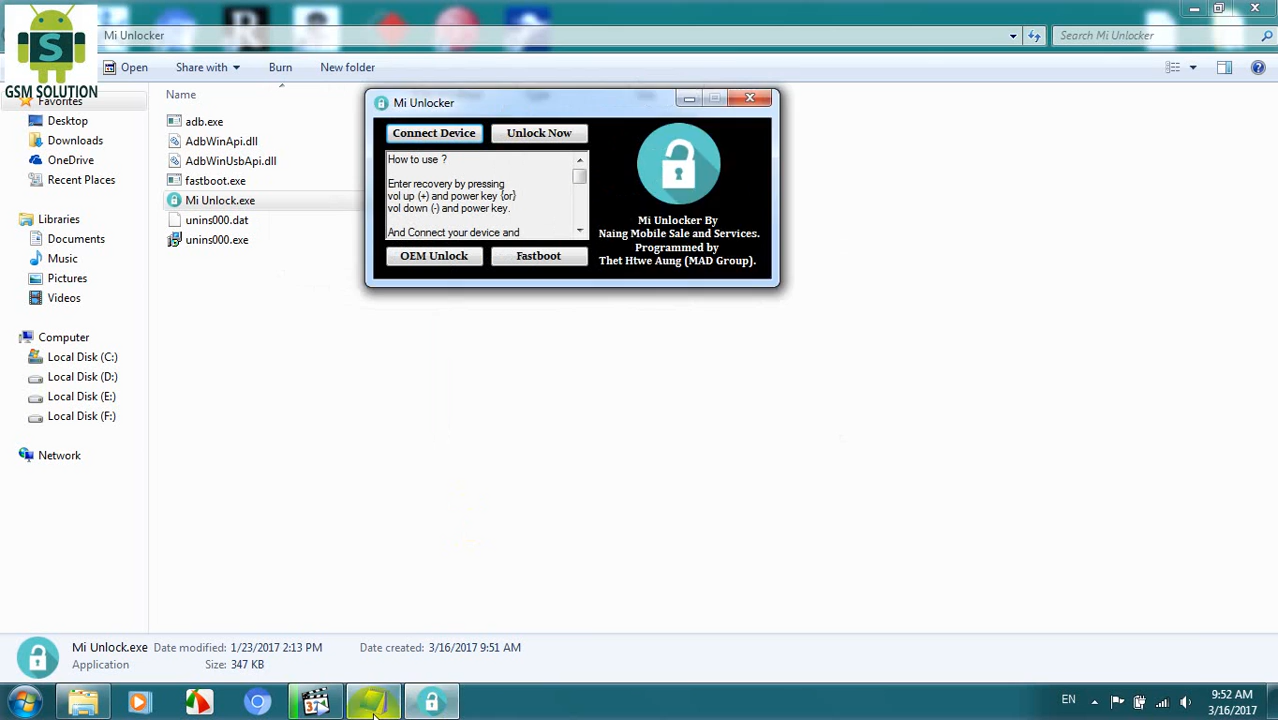 Mi Unlocker
Search Mi Unlocker
GSM SOLUTION
Open
Share with
Burn
New folder
Favorites
Desktop
Downloads
OneDrive
Recent Places
Libraries
Documents
Music
Pictures
Videos
Computer
Local Disk (C:)
Local Disk (D:)
Local Disk (E:)
Local Disk (F:)
Network
Name
adb.exe
AdbWinApi.dll
AdbWinUsbApi.dll
fastboot.exe
Mi Unlock.exe
unins000.dat
unins000.exe
Mi Unlocker
Connect Device
Unlock Now
How to use ?
Enter recovery by pressing
vol up (+) and power key {or}
vol down (-) and power key.
And Connect your device and
OEM Unlock
Fastboot
Mi Unlocker By
Naing Mobile Sale and Services.
Programmed by
Thet Htwe Aung (MAD Group).
Mi Unlock.exe Date modified: 1/23/2017 2:13 PM Date created: 3/16/2017 9:51 AM
Application Size: 347 KB
EN
9:52 AM
3/16/2017